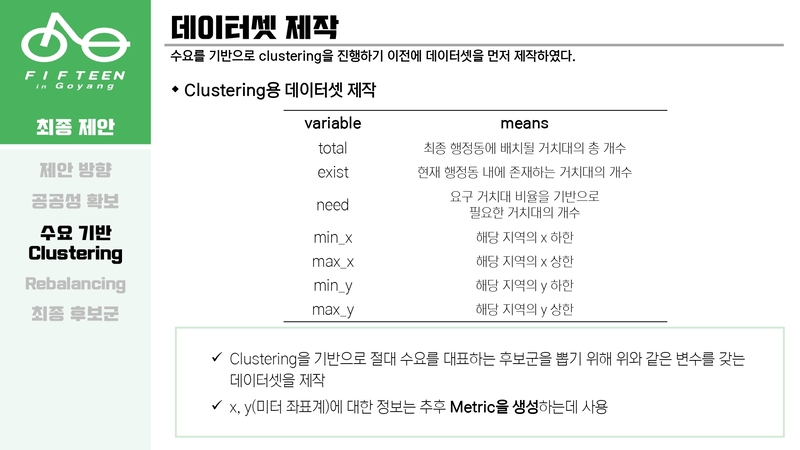 FIFTEEN
in Goyang
최종 제안
제안 방향
공공성 확보
수요 기반
Clustering
Rebalancing
최종 후보군
데이터셋 제작
수요를 기반으로 clustering을 진행하기 이전에 데이터셋을 먼저 제작하였다.
◆ Clustering용 데이터셋 제작
variable means
total 최종 행정동에 배치될 거치대의 총 개수
exist 현재 행정동 내에 존재하는 거치대의 개수
need 요구 거치대 비율을 기반으로
필요한 거치대의 개수
min_x 해당 지역의 x 하한
max_x 해당 지역의 x 상한
min_y 해당 지역의 y 하한
max_y 해당 지역의 y 상한
✓ Clustering을 기반으로 절대 수요를 대표하는 후보군을 뽑기 위해 위와 같은 변수를 갖는
데이터셋을 제작
✓ x, y(미터 좌표계)에 대한 정보는 추후 Metric을 생성하는데 사용